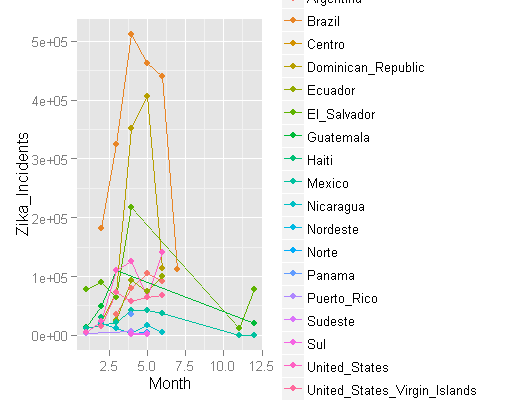 Argentina
Brazil
Centro
Dominican_Republic
Ecuador
El_Salvador
Guatemala
Haiti
Mexico
Nicaragua
Nordeste
Norte
Panama
Puerto_Rico
Sudeste
Sul
United_States
United_States_Virgin_Islands
Zika_Incidents
5e+05
4e+05
3e+05
2e+05
1e+05
0e+00
2.5 5.0 7.5 10.0 12.5
Month